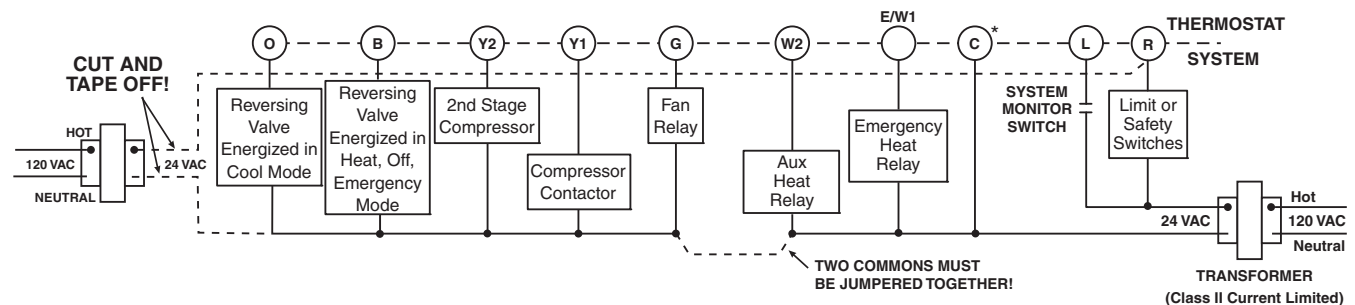 E/W1
O B Y2 Y1 G W2 C * L R
THERMOSTAT
SYSTEM
CUT AND
TAPE OFF!
HOT
120 VAC
NEUTRAL
24 VAC
Reversing
Valve
Energized in
Cool Mode
Reversing
Valve
Energized in
Heat, Off,
Emergency
Mode
2nd Stage
Compressor
Compressor
Contactor
Fan
Relay
Aux
Heat
Relay
Emergency
Heat
Relay
SYSTEM
MONITOR
SWITCH
Limit or
Safety
Switches
TWO COMMONS MUST
BE JUMPERED TOGETHER!
24 VAC
Hot
120 VAC
Neutral
TRANSFORMER
(Class II Current Limited)